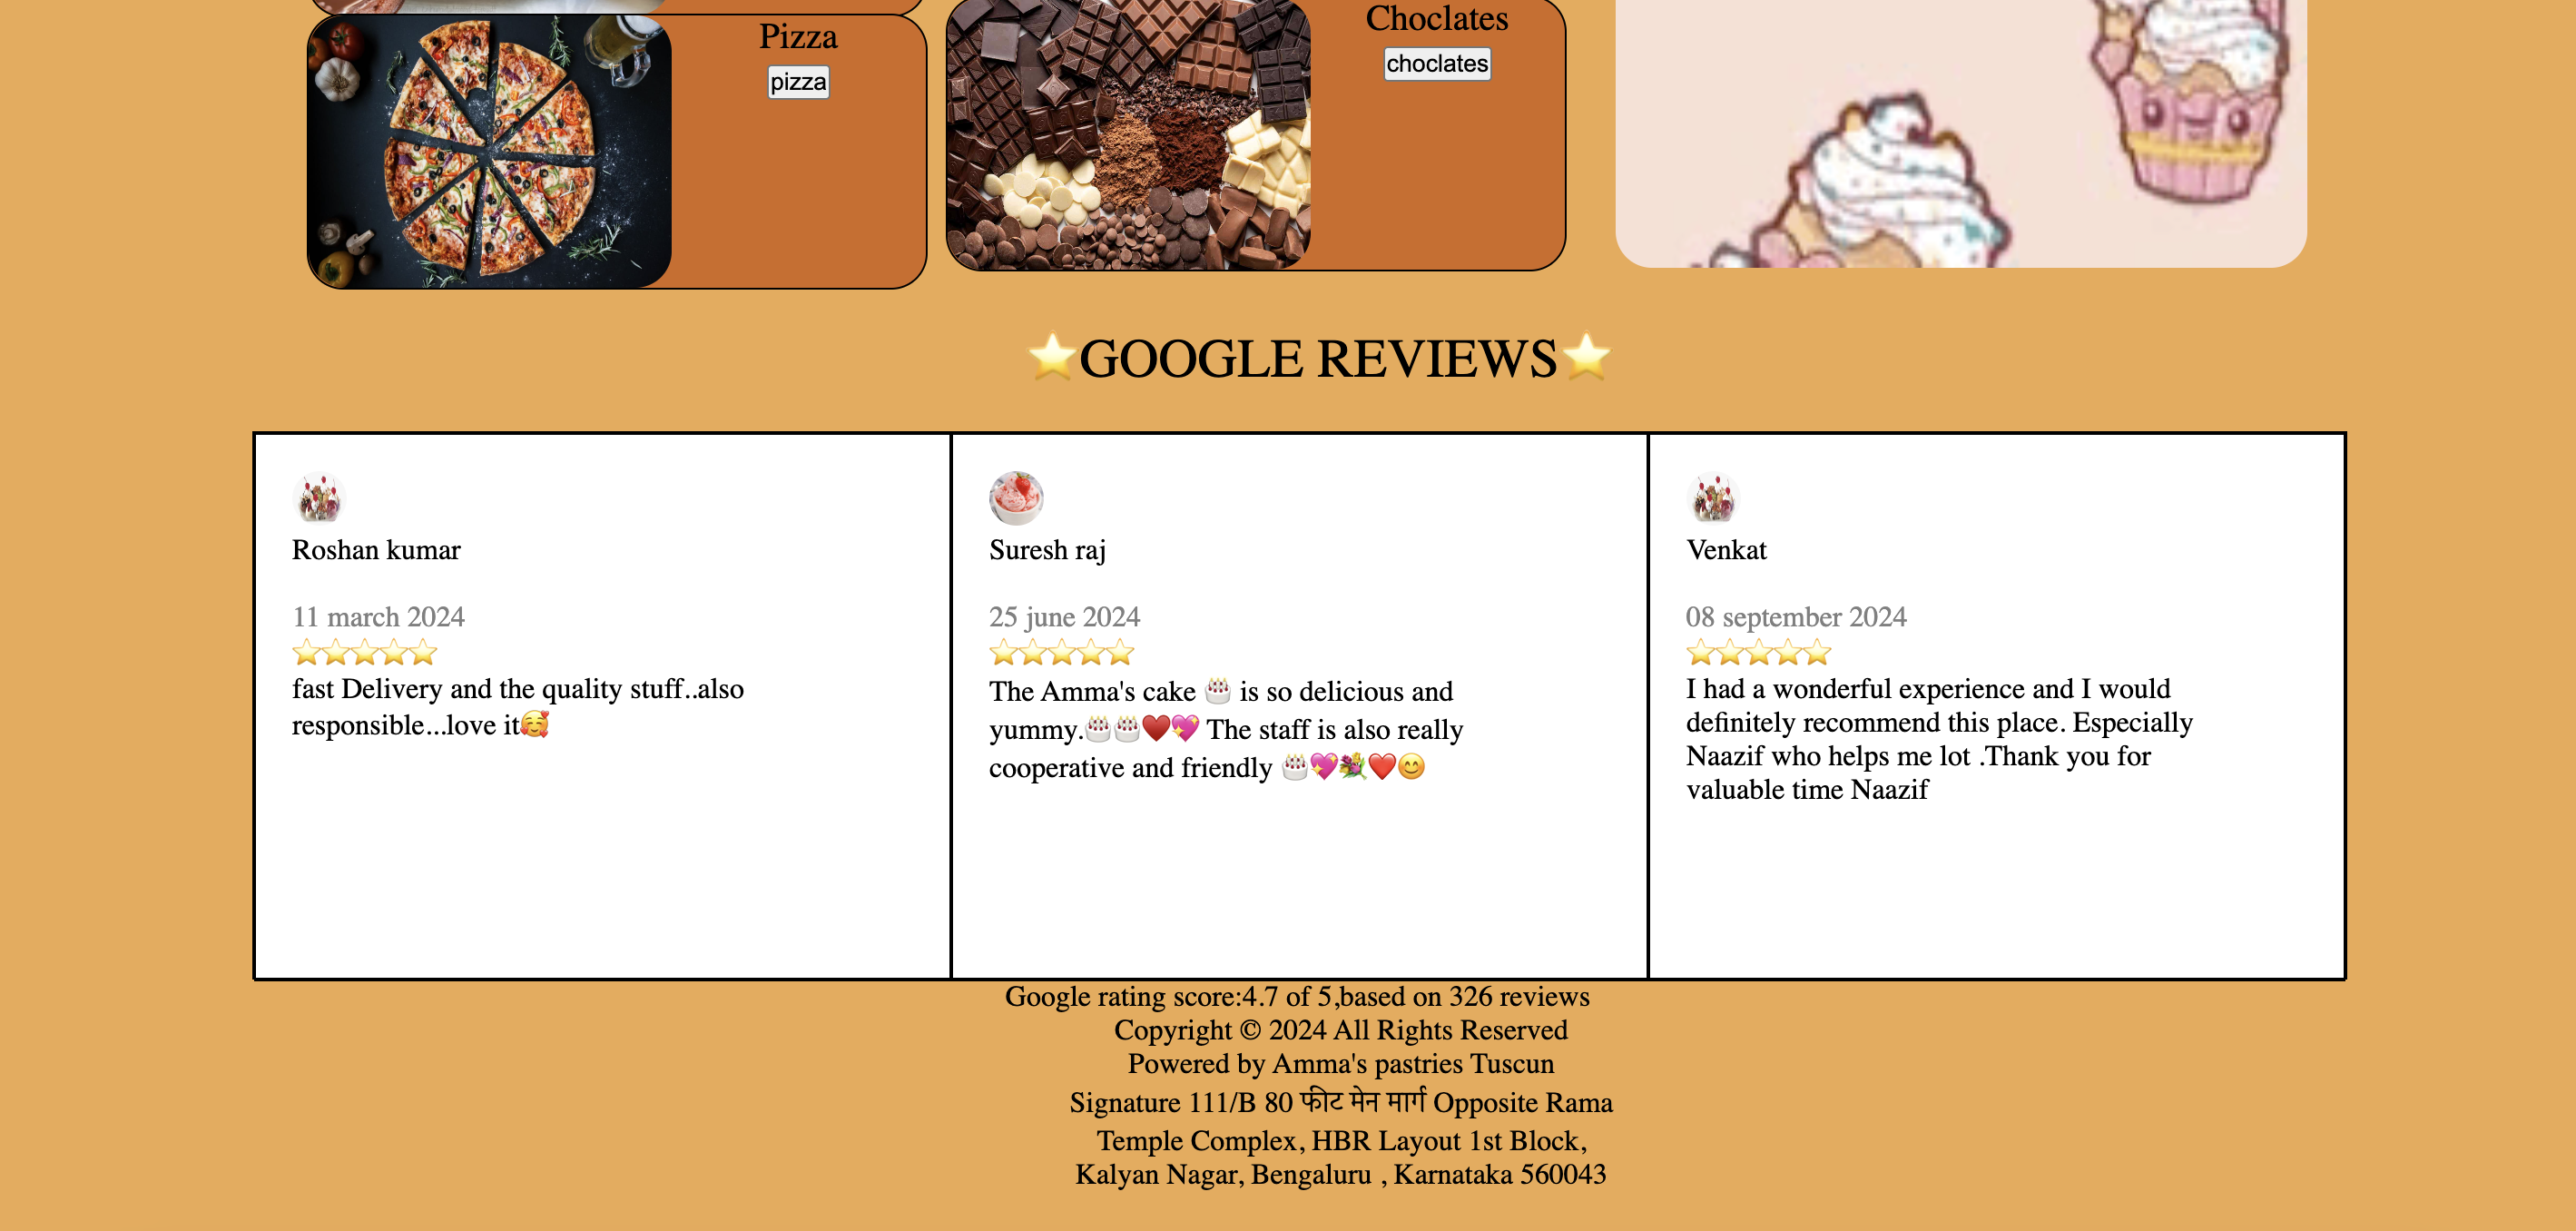 Pizza
pizza
Choclates
choclates
⭐GOOGLE REVIEWS⭐
Roshan kumar
11 march 2024
⭐⭐⭐⭐⭐
fast Delivery and the quality stuff..also
responsible...love it🥰
Suresh raj
25 june 2024
⭐⭐⭐⭐⭐
The Amma's cake 🎂 is so delicious and
yummy.🎂🎂♥️💖 The staff is also really
cooperative and friendly 🎂💖💐❤️😊
Venkat
08 september 2024
⭐⭐⭐⭐⭐
I had a wonderful experience and I would
definitely recommend this place. Especially
Naazif who helps me lot .Thank you for
valuable time Naazif
Google rating score:4.7 of 5,based on 326 reviews
Copyright © 2024 All Rights Reserved
Powered by Amma's pastries Tuscun
Signature 111/B 80 फीट मेन मार्ग Opposite Rama
Temple Complex, HBR Layout 1st Block,
Kalyan Nagar, Bengaluru , Karnataka 560043